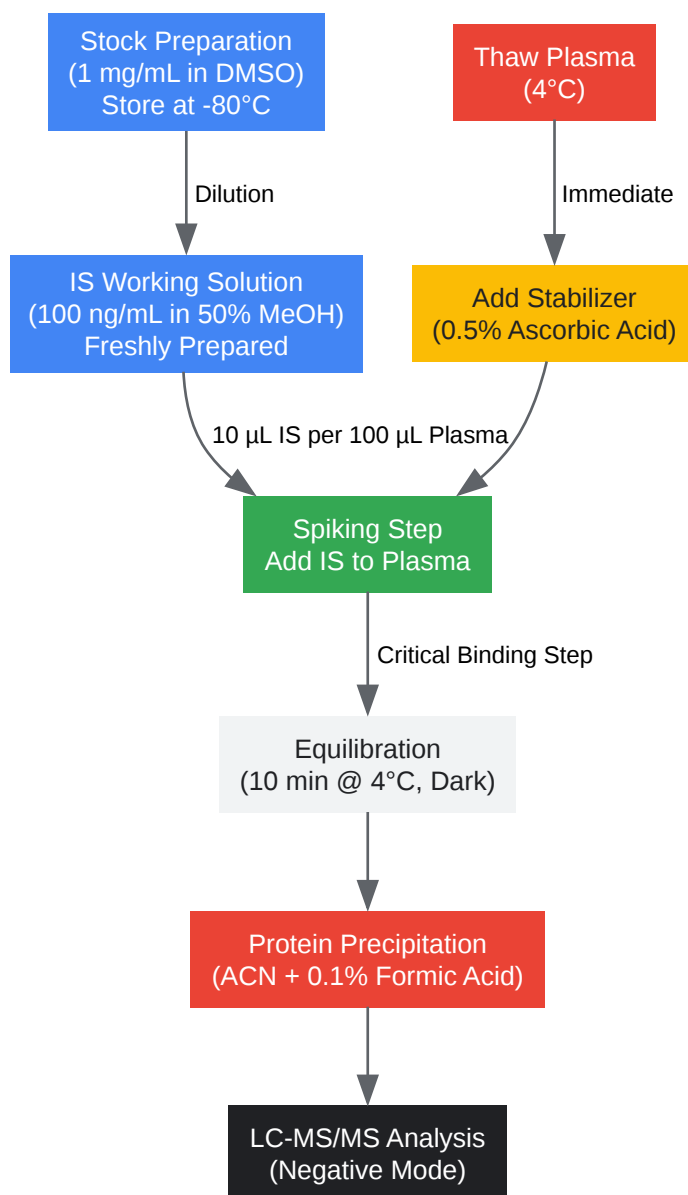 Stock Preparation
(1 mg/mL in DMSO)
Store at -80°C
Thaw Plasma
(4°C)
Dilution
Immediate
IS Working Solution
(100 ng/mL in 50% MeOH)
Freshly Prepared
Add Stabilizer
(0.5% Ascorbic Acid)
10 µL IS per 100 µL Plasma
Spiking Step
Add IS to Plasma
Critical Binding Step
Equilibration
(10 min @ 4°C, Dark)
Protein Precipitation
(ACN + 0.1% Formic Acid)
LC-MS/MS Analysis
(Negative Mode)